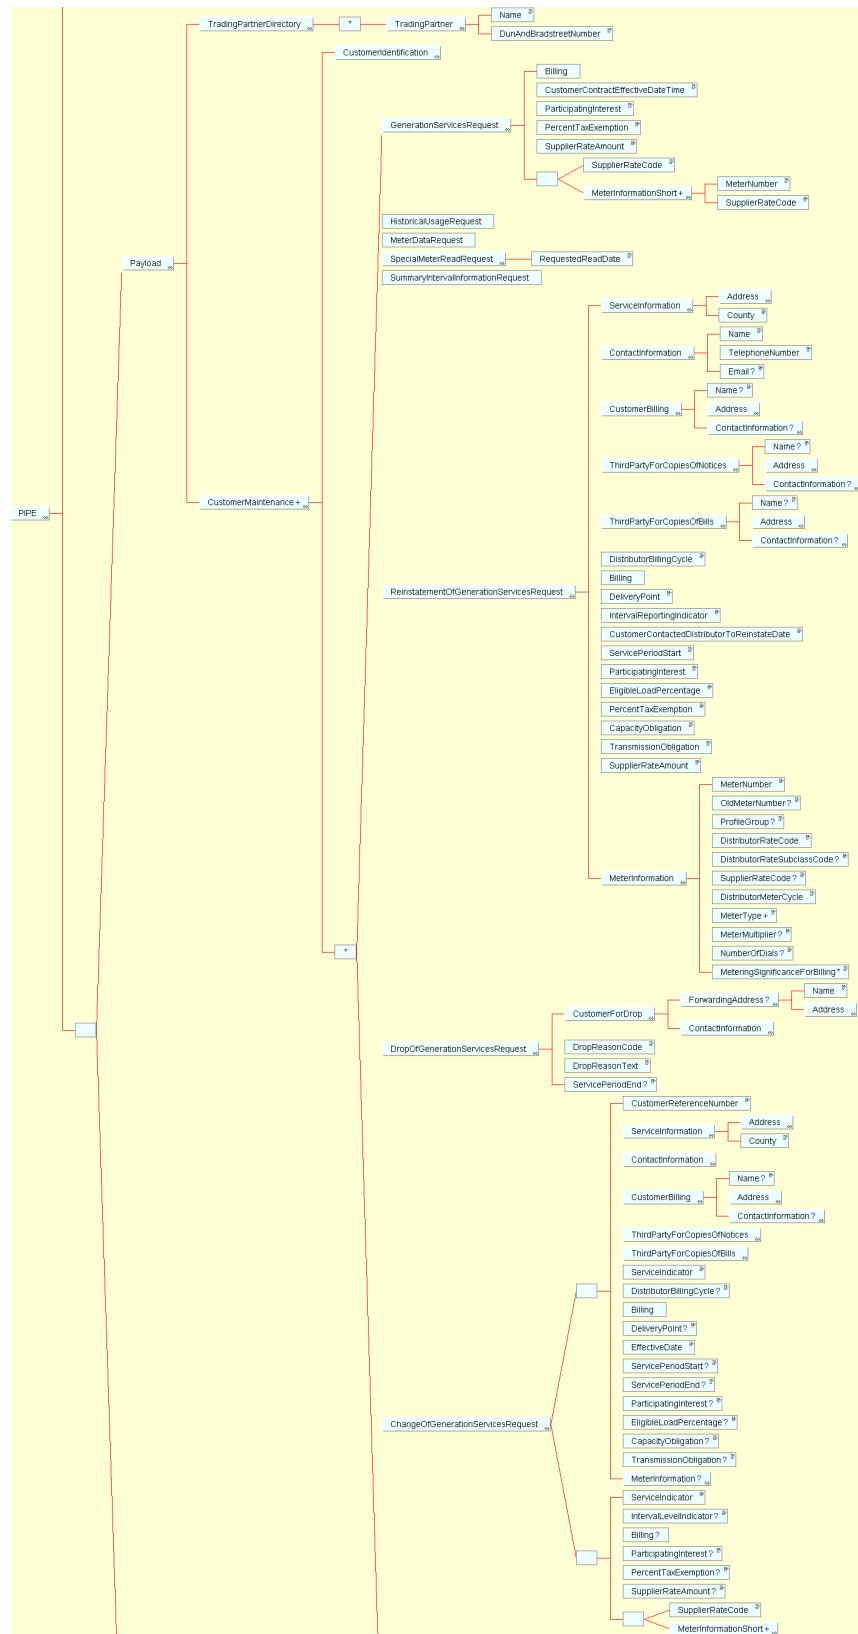 TradingPartnerDirectory
*
TradingPartner
Name
DunAndBradstreetNumber
CustomerIdentification
GenerationServicesRequest
Billing
CustomerContractEffectiveDateTime
ParticipatingInterest
PercentTaxExemption
SupplierRateAmount
SupplierRateCode
MeterInformationShort+
MeterNumber
SupplierRateCode
HistoricalUsageRequest
MeterDataRequest
Payload
SpecialMeterReadRequest
RequestedReadDate
SummaryIntervalInformationRequest
ServiceInformation
Address
County
ContactInformation
Name
TelephoneNumber
Email?
CustomerBilling
Name?
Address
ContactInformation?
ThirdPartyForCopiesOfNotices
Name?
Address
ContactInformation?
PIPE
CustomerMaintenance+
ThirdPartyForCopiesOfBills
Name?
Address
ContactInformation?
ReinstatementOfGenerationServicesRequest
DistributorBillingCycle
Billing
DeliveryPoint
IntervalReportingIndicator
CustomerContactedDistributorToReinstateDate
ServicePeriodStart
ParticipatingInterest
EligibleLoadPercentage
PercentTaxExemption
CapacityObligation
TransmissionObligation
SupplierRateAmount
MeterInformation
MeterNumber
OldMeterNumber?
ProfileGroup?
DistributorRateCode
DistributorRateSubclassCode?
SupplierRateCode?
DistributorMeterCycle
MeterType+
MeterMultiplier?
NumberOfDials?
MeteringSignificanceForBilling*
*
DropOfGenerationServicesRequest
CustomerForDrop
ForwardingAddress?
Name
Address
ContactInformation
DropReasonCode
DropReasonText
ServicePeriodEnd?
ChangeOfGenerationServicesRequest
CustomerReferenceNumber
ServiceInformation
Address
County
ContactInformation
CustomerBilling
Name?
Address
ContactInformation?
ThirdPartyForCopiesOfNotices
ThirdPartyForCopiesOfBills
ServiceIndicator
DistributorBillingCycle?
Billing
DeliveryPoint?
EffectiveDate
ServicePeriodStart?
ServicePeriodEnd?
ParticipatingInterest?
EligibleLoadPercentage?
CapacityObligation?
TransmissionObligation?
MeterInformation?
ServiceIndicator
IntervalLevelIndicator?
Billing?
ParticipatingInterest?
PercentTaxExemption?
SupplierRateAmount?
SupplierRateCode
MeterInformationShort+